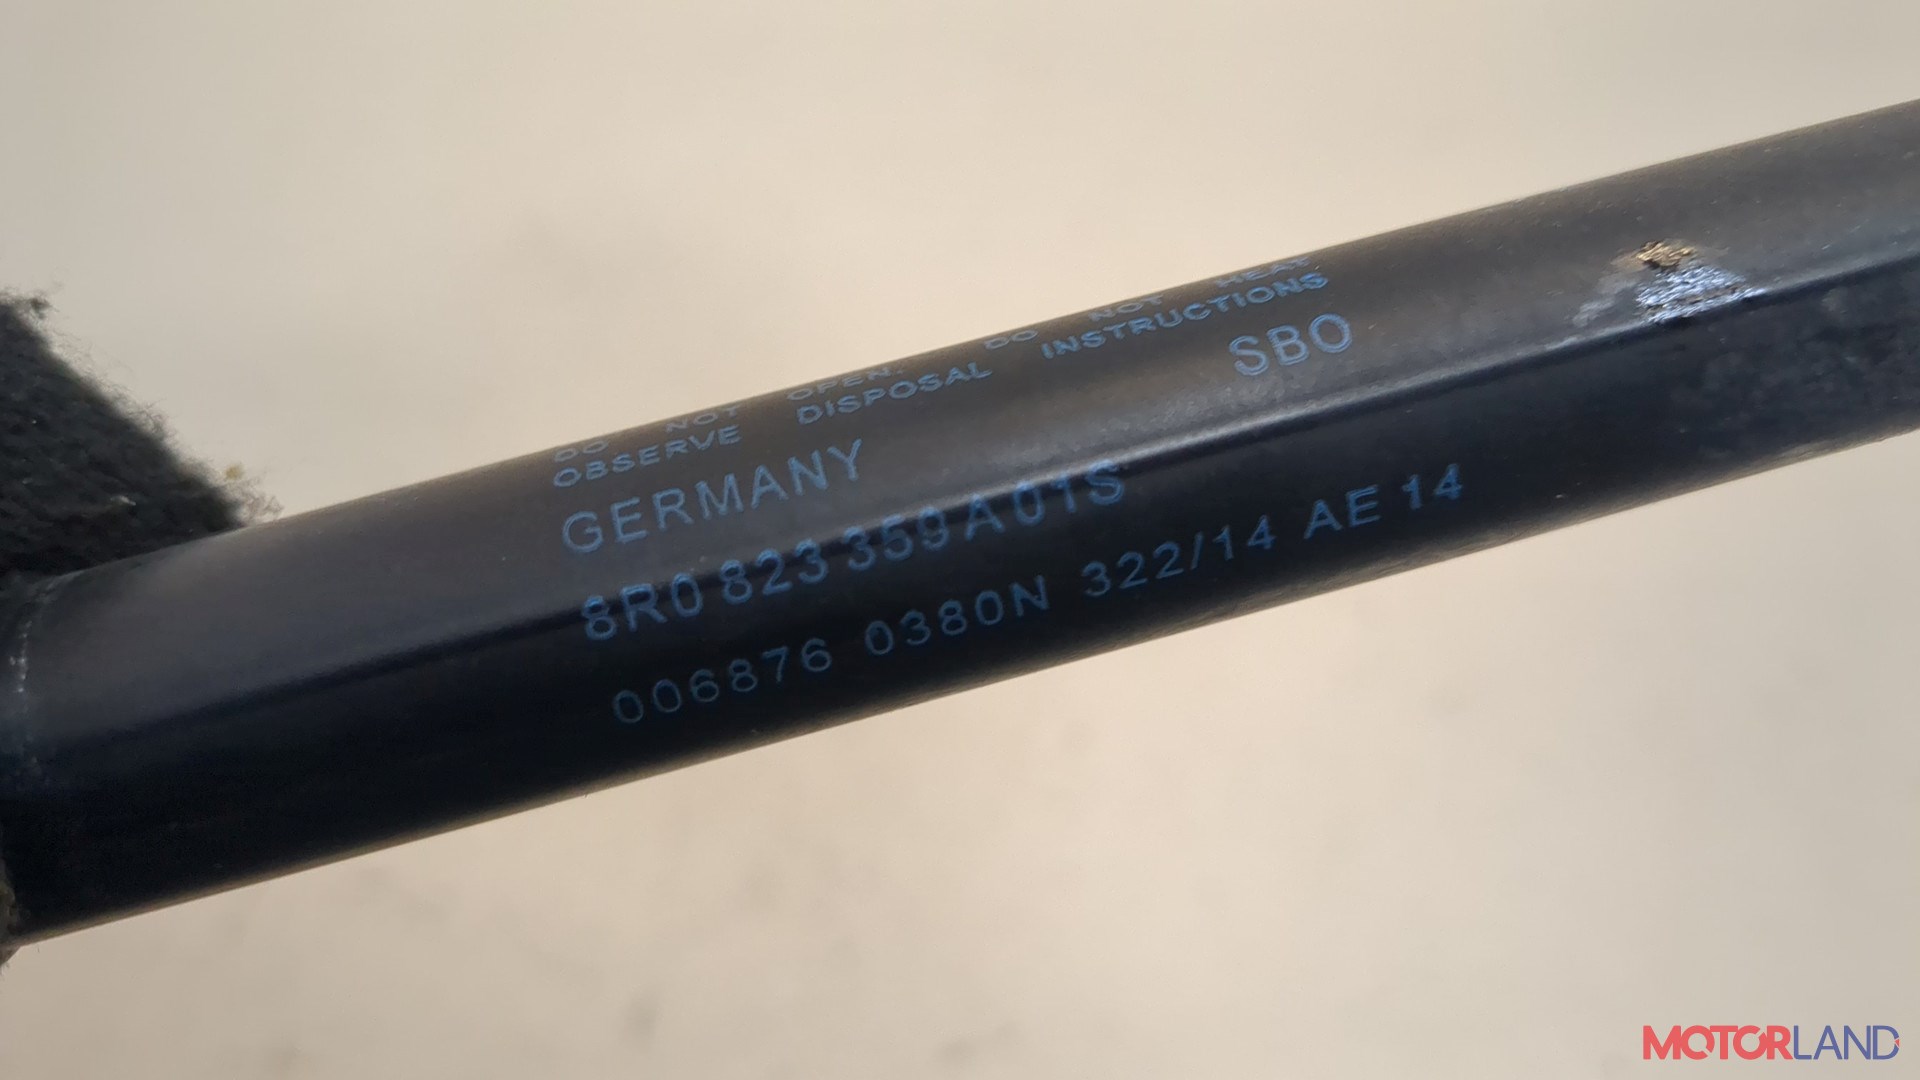 DO NOT OPEN. DO NOT HEAT
OBSERVE DISPOSAL INSTRUCTIONS
GERMANY SBO
8R0 823 359 A 01S
006876 0380N 322/14 AE 14
MOTORLAND